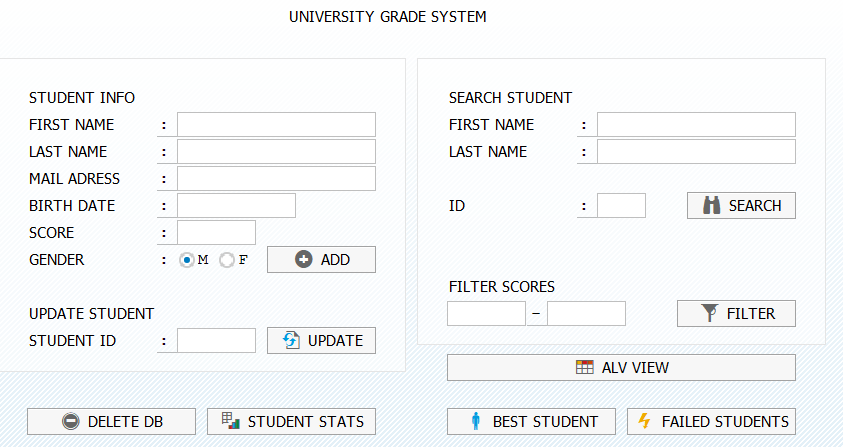 UNIVERSITY GRADE SYSTEM
STUDENT INFO
FIRST NAME :
LAST NAME :
MAIL ADRESS :
BIRTH DATE :
SCORE :
GENDER : M F ADD
UPDATE STUDENT
STUDENT ID : UPDATE
SEARCH STUDENT
FIRST NAME :
LAST NAME :
ID : SEARCH
FILTER SCORES
– FILTER
ALV VIEW
DELETE DB STUDENT STATS BEST STUDENT FAILED STUDENTS